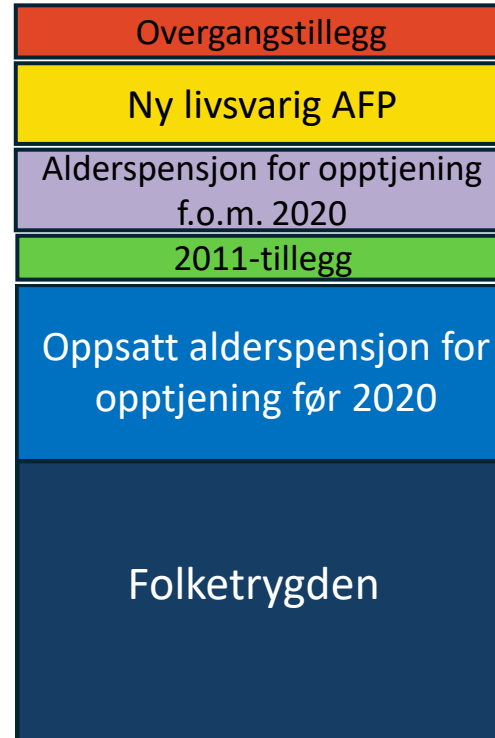 Overgangstillegg
Ny livsvarig AFP
Alderspensjon for opptjening
f.o.m. 2020
2011-tillegg
Oppsatt alderspensjon for
opptjening før 2020
Folketrygden